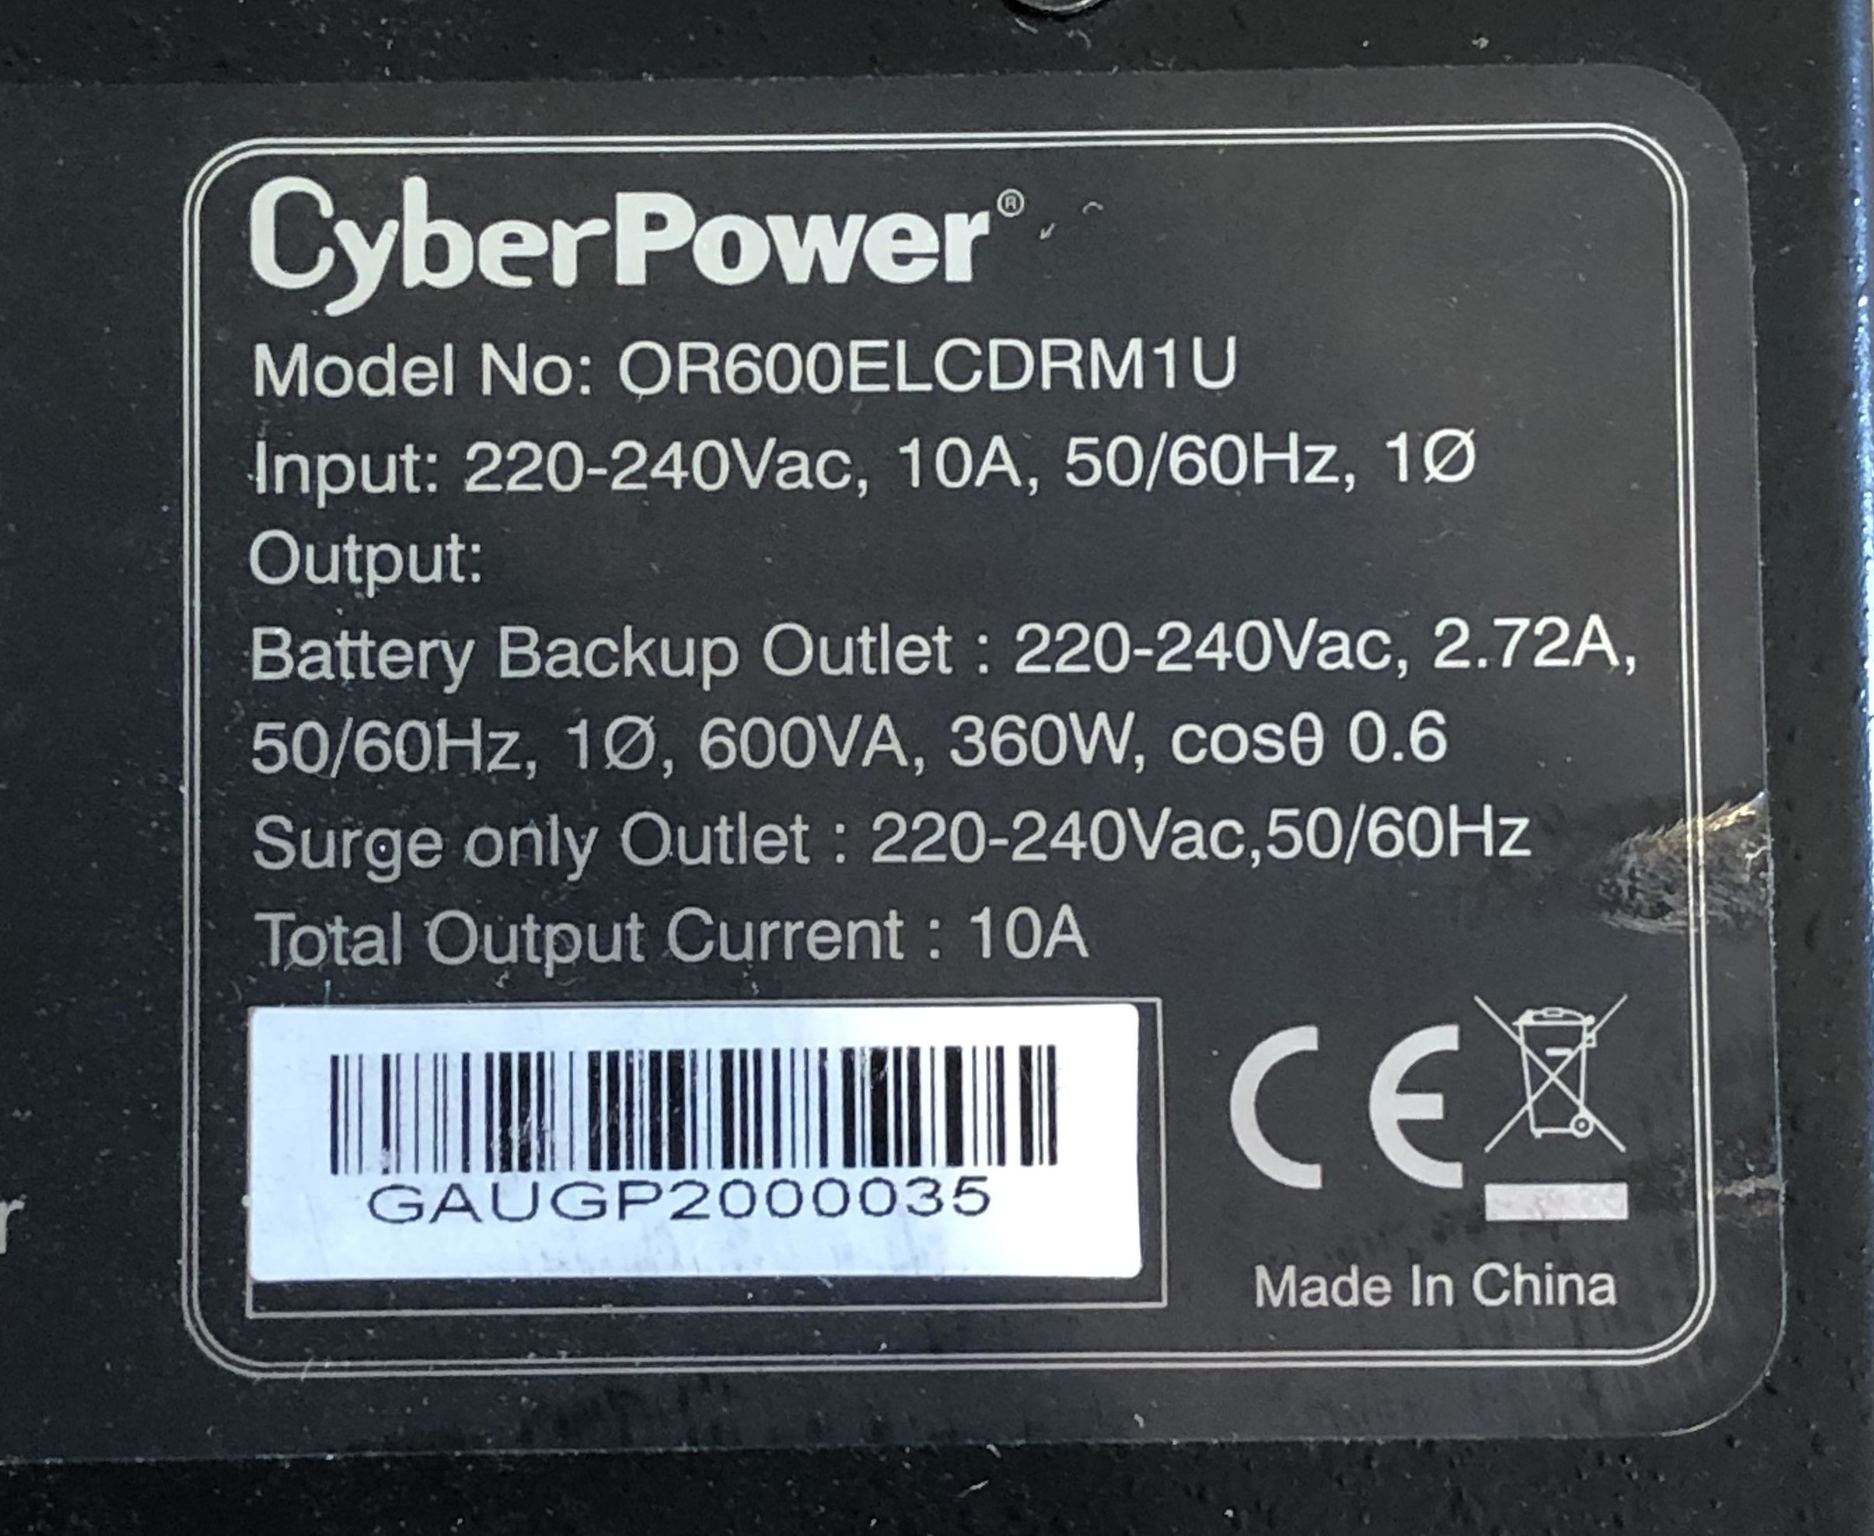 CyberPower®
Model No: OR600ELCDRM1U
Input: 220-240Vac, 10A, 50/60Hz, 1Ø
Output:
Battery Backup Outlet : 220-240Vac, 2.72A,
50/60Hz, 1Ø, 600VA, 360W, cosθ 0.6
Surge only Outlet : 220-240Vac,50/60Hz
Total Output Current : 10A
GAUGP2000035
CE
Made In China